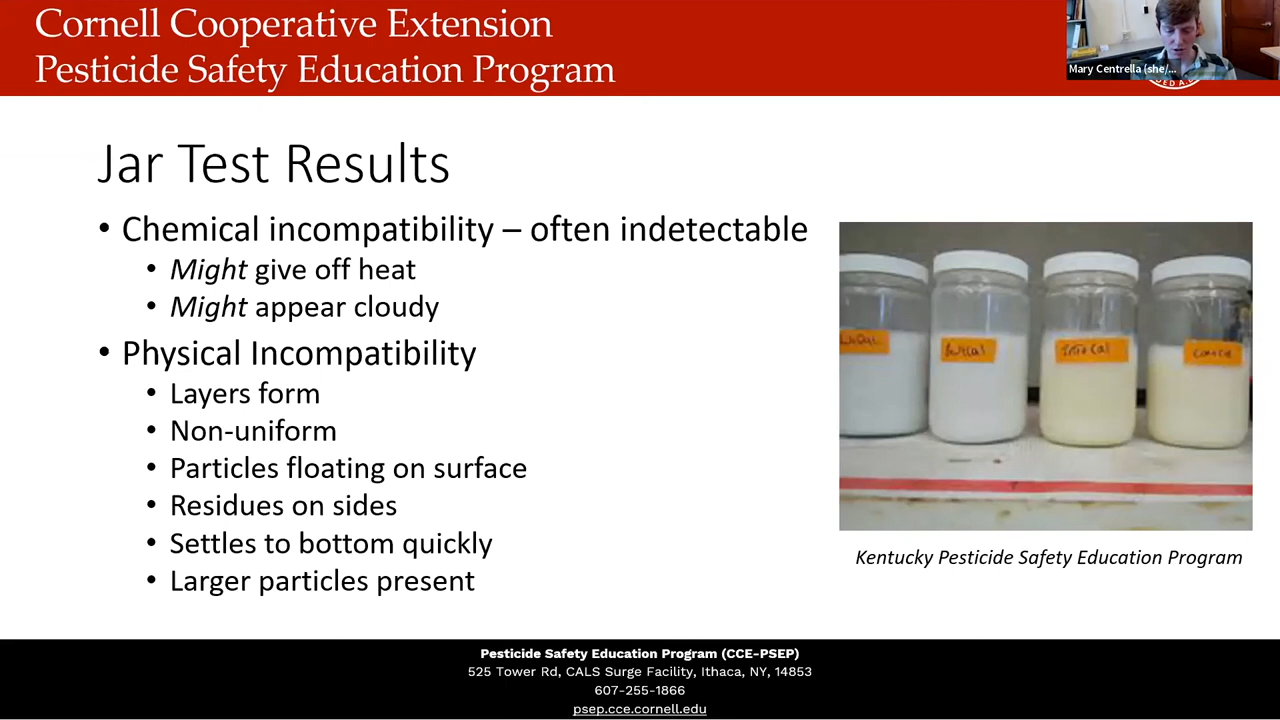 Cornell Cooperative Extension
Pesticide Safety Education Program
Mary Centrella (she/...
Jar Test Results
• Chemical incompatibility – often indetectable
• Might give off heat
• Might appear cloudy
• Physical Incompatibility
• Layers form
• Non-uniform
• Particles floating on surface
• Residues on sides
• Settles to bottom quickly
• Larger particles present
Kentucky Pesticide Safety Education Program
Pesticide Safety Education Program (CCE-PSEP)
525 Tower Rd, CALS Surge Facility, Ithaca, NY, 14853
607-255-1866
psep.cce.cornell.edu